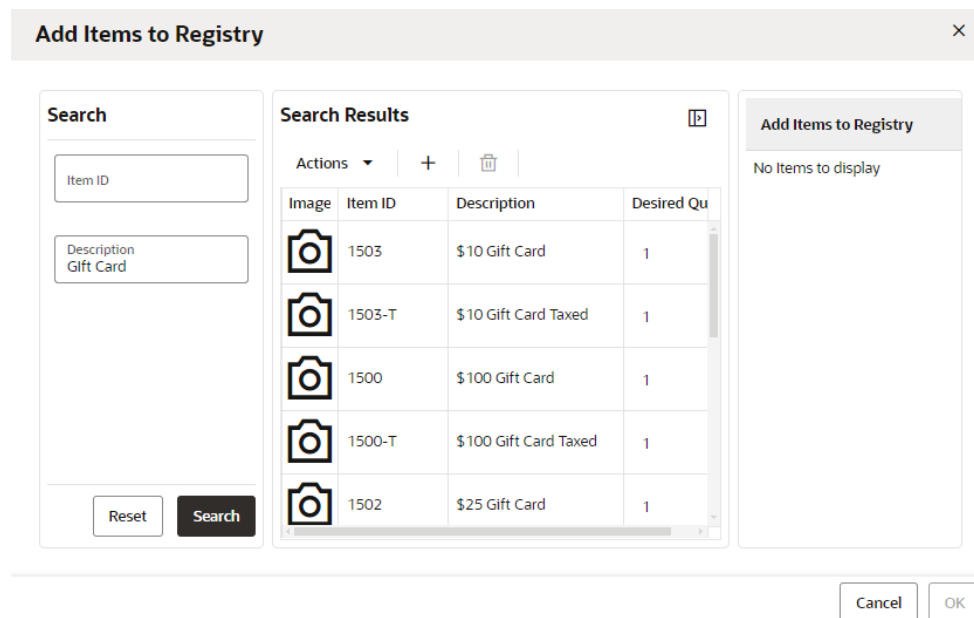 Add Items to Registry
Search
Item ID
Description
GIft Card
Reset
Search
Search Results
Actions
Image Item ID Description Desired Qu
1503 $10 Gift Card 1
1503-T $10 Gift Card Taxed 1
1500 $100 Gift Card 1
1500-T $100 Gift Card Taxed 1
1502 $25 Gift Card 1
Add Items to Registry
No Items to display
Cancel
OK